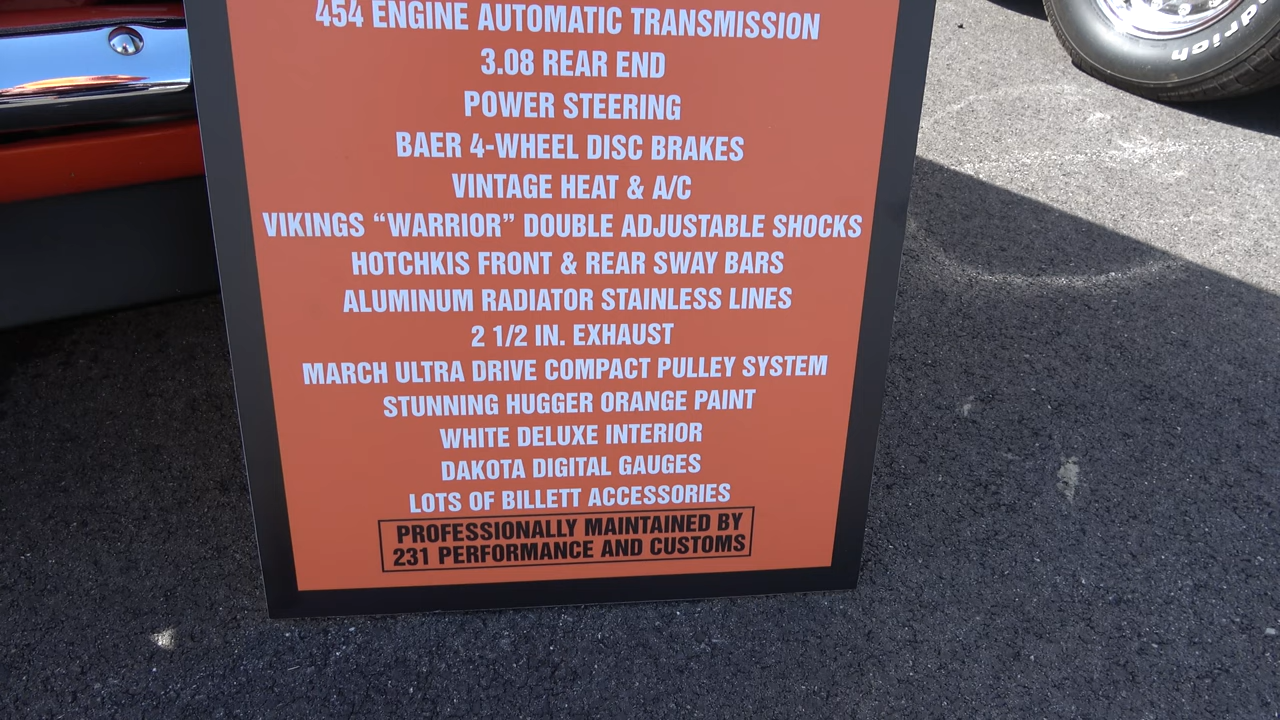 454 ENGINE AUTOMATIC TRANSMISSION
3.08 REAR END
POWER STEERING
BAER 4-WHEEL DISC BRAKES
VINTAGE HEAT & A/C
VIKINGS “WARRIOR” DOUBLE ADJUSTABLE SHOCKS
HOTCHKIS FRONT & REAR SWAY BARS
ALUMINUM RADIATOR STAINLESS LINES
2 1/2 IN. EXHAUST
MARCH ULTRA DRIVE COMPACT PULLEY SYSTEM
STUNNING HUGGER ORANGE PAINT
WHITE DELUXE INTERIOR
DAKOTA DIGITAL GAUGES
LOTS OF BILLETT ACCESSORIES
PROFESSIONALLY MAINTAINED BY
231 PERFORMANCE AND CUSTOMS